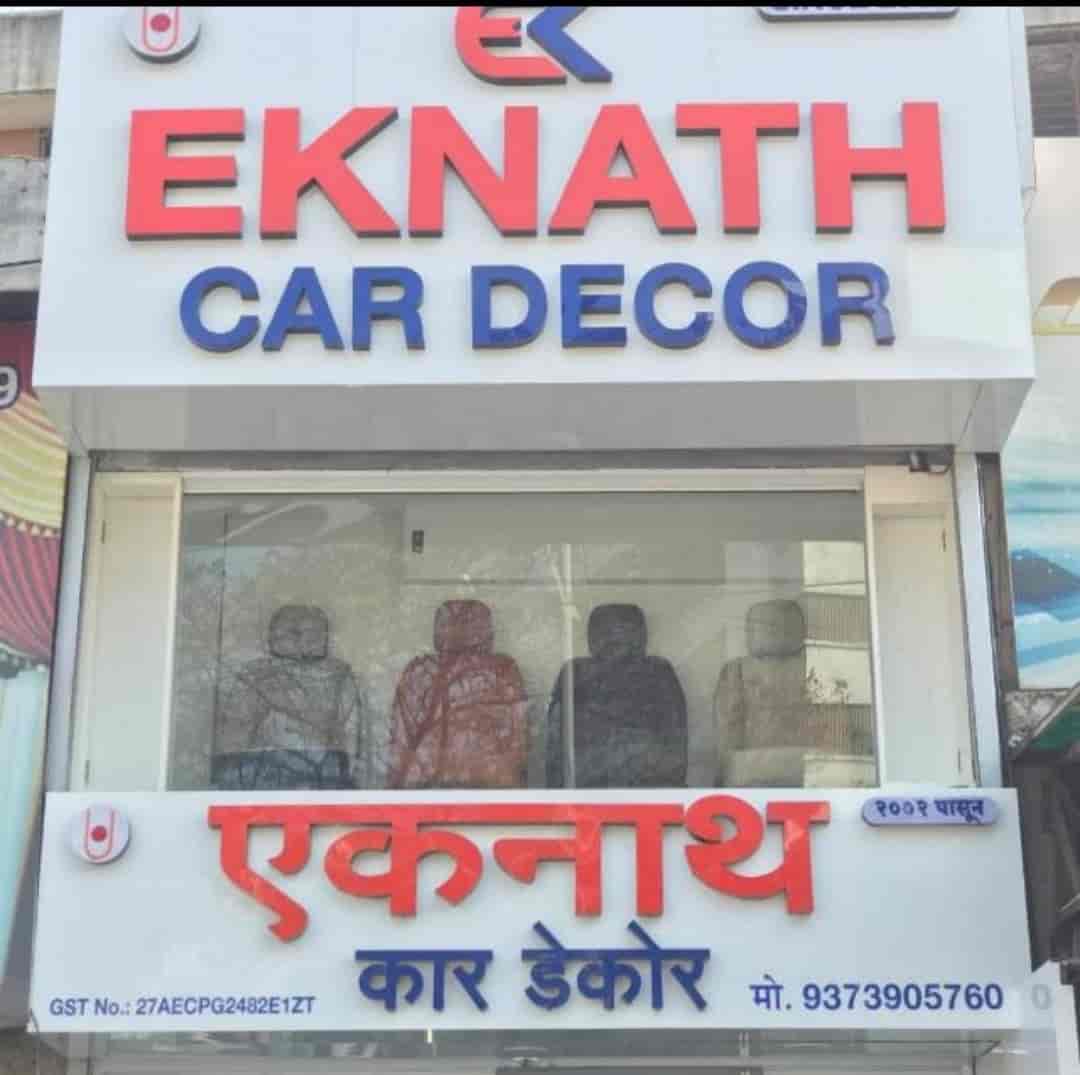 EK
EKNATH
CAR DECOR
२००२ पासून
एकनाथ
कार डेकोर
GST No.: 27AECPG2482E1ZT
मो. 9373905760